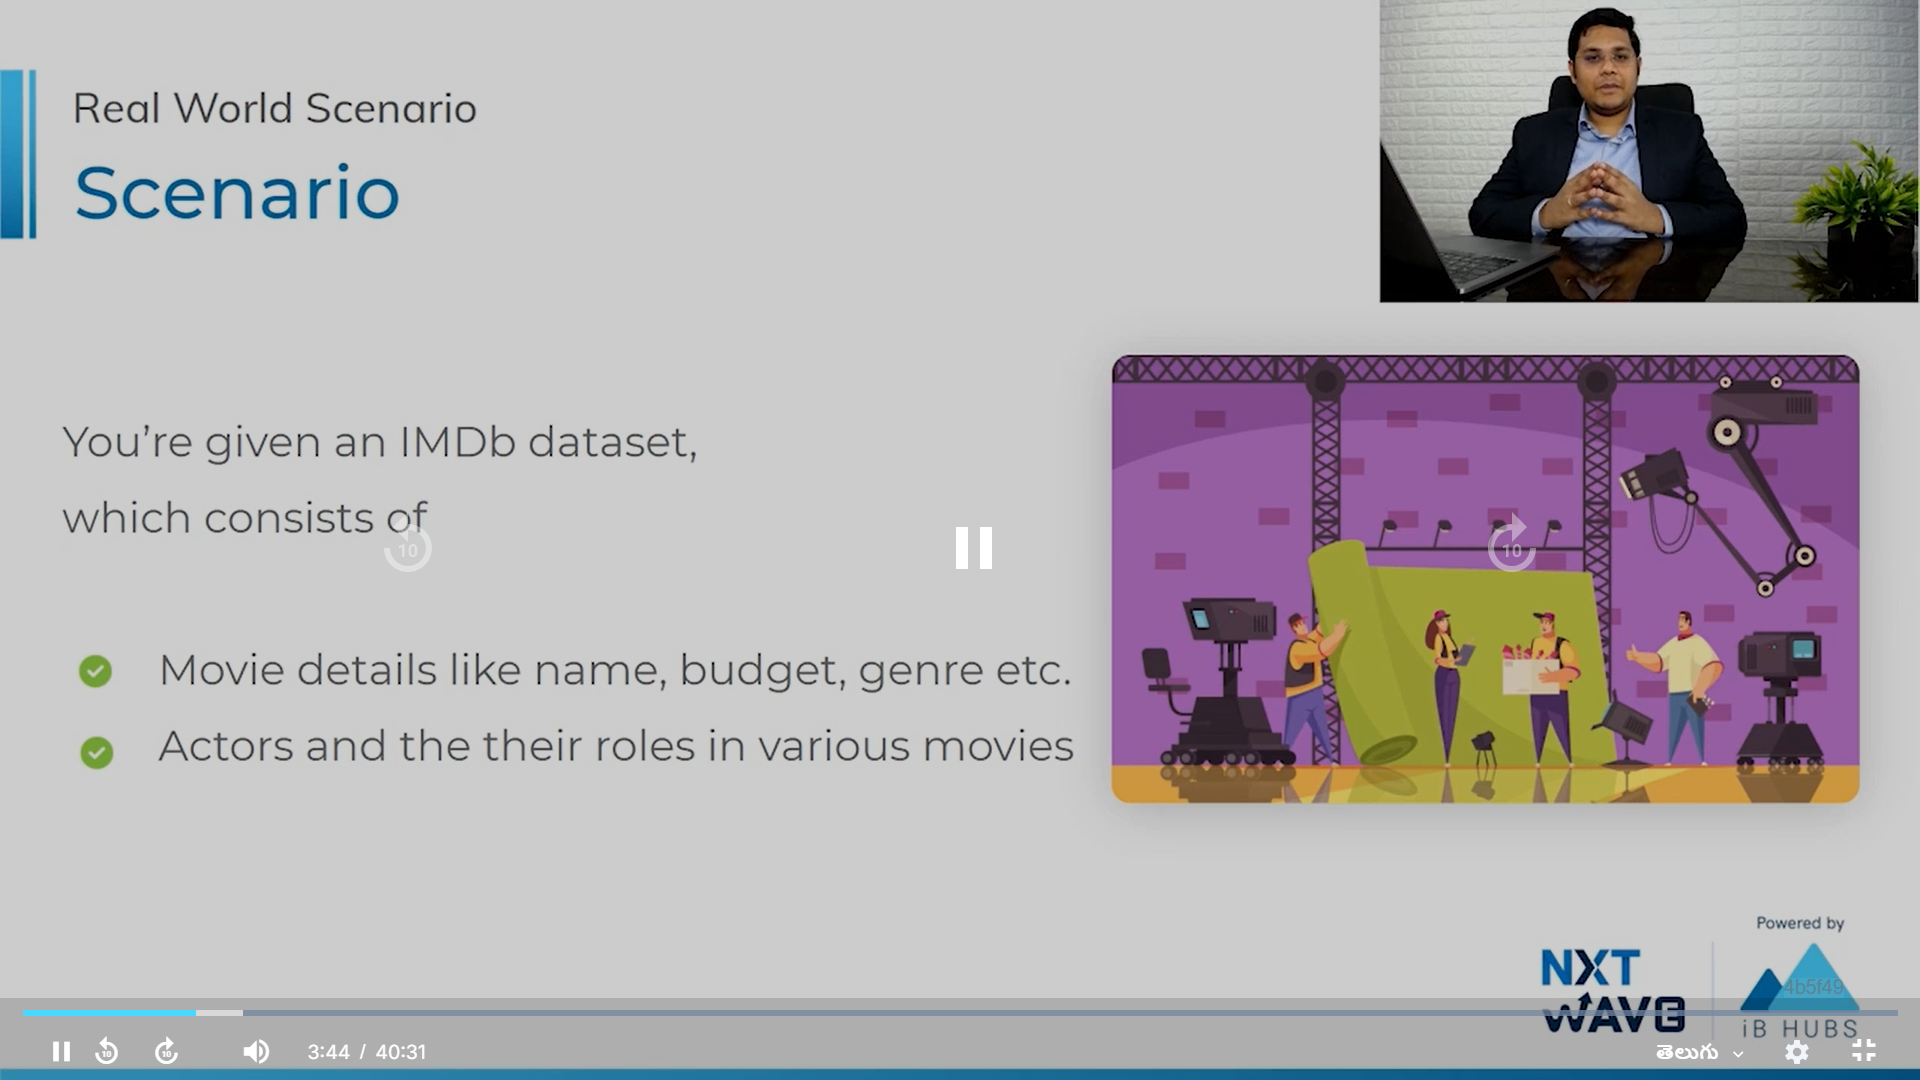 Real World Scenario
Scenario
You're given an IMDb dataset,
which consists of
10
10
Movie details like name, budget, genre etc.
Actors and the their roles in various movies
Powered by
NXT
WAVE
4b5f49
iB HUBS
10
10
3:44 / 40:31
తెలుగు